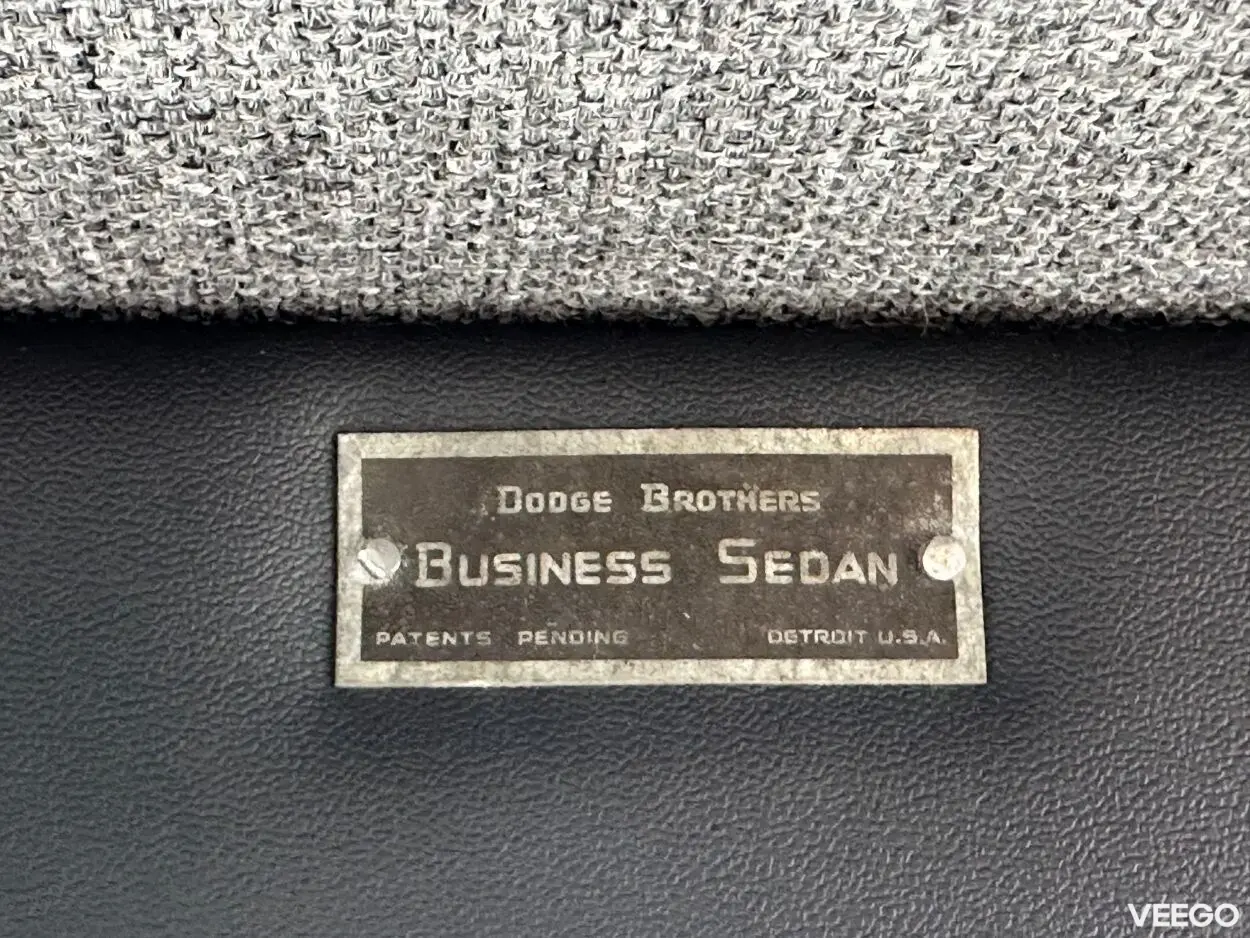 DODGE BROTHERS
BUSINESS SEDAN
PATENTS PENDING DETROIT U.S.A.
VEEGO